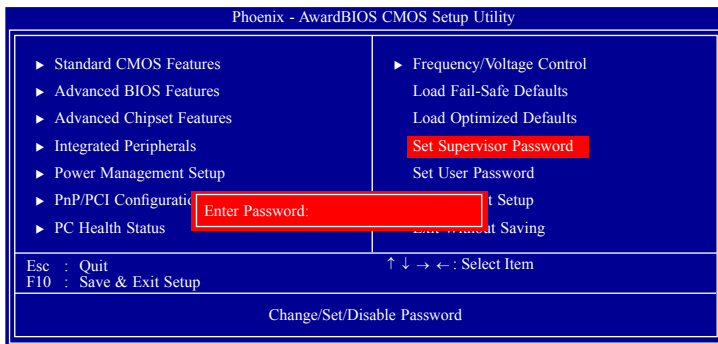 Phoenix - AwardBIOS CMOS Setup Utility
► Standard CMOS Features
► Advanced BIOS Features
► Advanced Chipset Features
► Integrated Peripherals
► Power Management Setup
► PnP/PCI
► PC Health Status
► Frequency/Voltage Control
Load Fail-Safe Defaults
Load Optimized Defaults
Set Supervisor Password
Set User Password
Setup
Saving
Enter Password:
Esc : Quit
F10 : Save & Exit Setup
↑ ↓ → ← : Select Item
Change/Set/Disable Password